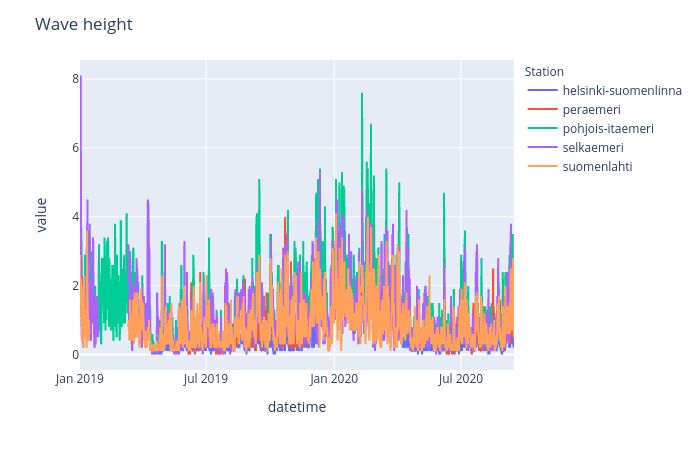 Wave height
Station
helsinki-suomenlinna
peraemeri
pohjois-itaemeri
selkaemeri
suomenlahti
value
8
6
4
2
0
Jan 2019
Jul 2019
Jan 2020
Jul 2020
datetime